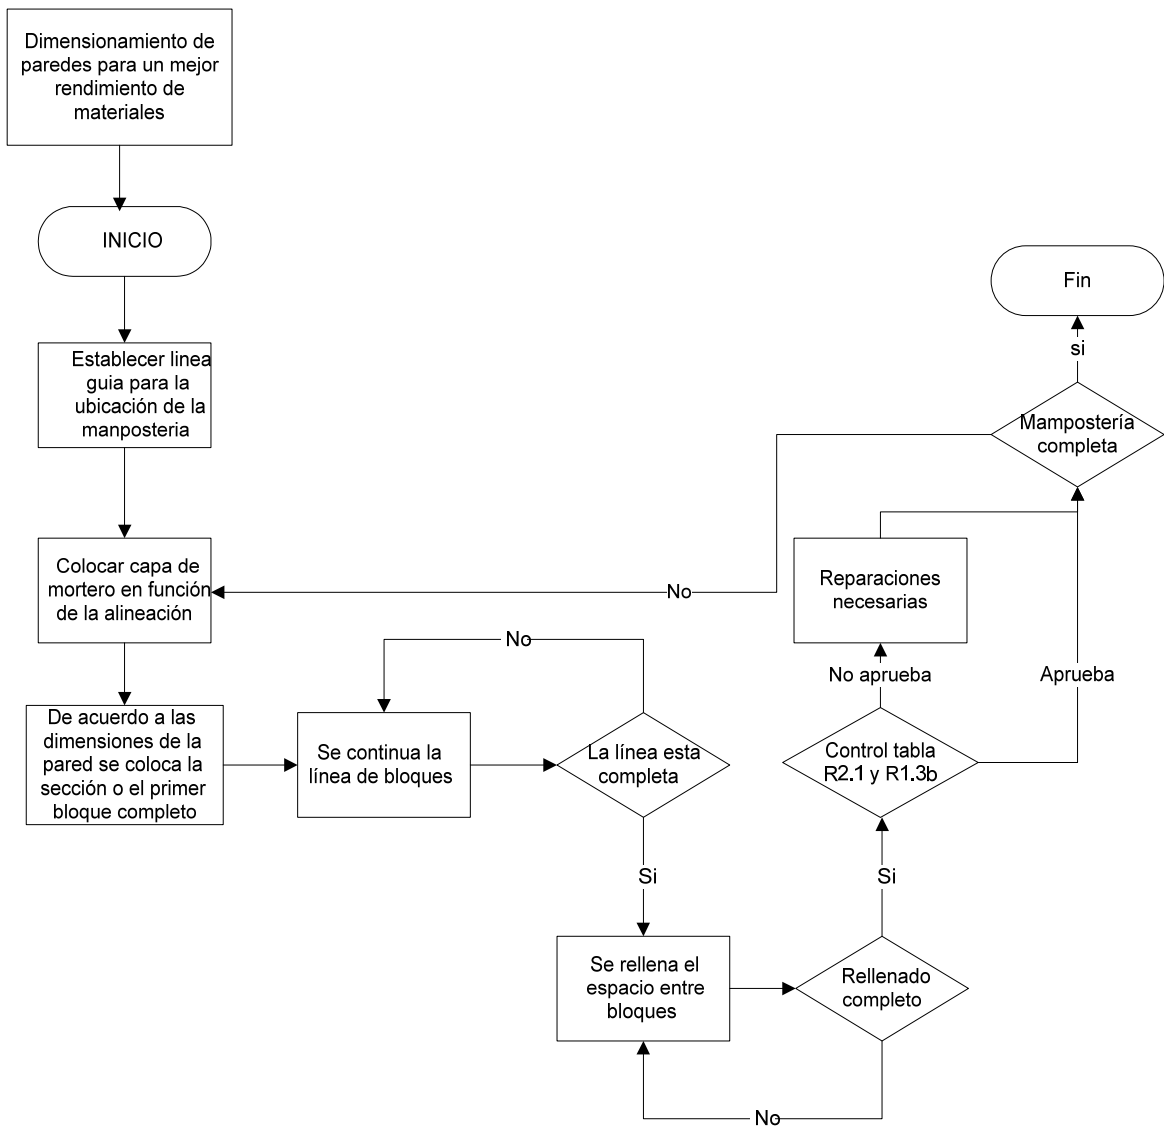 Dimensionamiento de
paredes para un mejor
rendimiento de
materiales
INICIO
Establecer linea
guia para la
ubicación de la
manposteria
Colocar capa de
mortero en función
de la alineación
De acuerdo a las
dimensiones de la
pared se coloca la
sección o el primer
bloque completo
Se continua la
línea de bloques
No
La línea esta
completa
Si
Se rellena el
espacio entre
bloques
Rellenado
completo
No
Si
Control tabla
R2.1 y R1.3b
No aprueba
Aprueba
Reparaciones
necesarias
Mampostería
completa
No
si
Fin